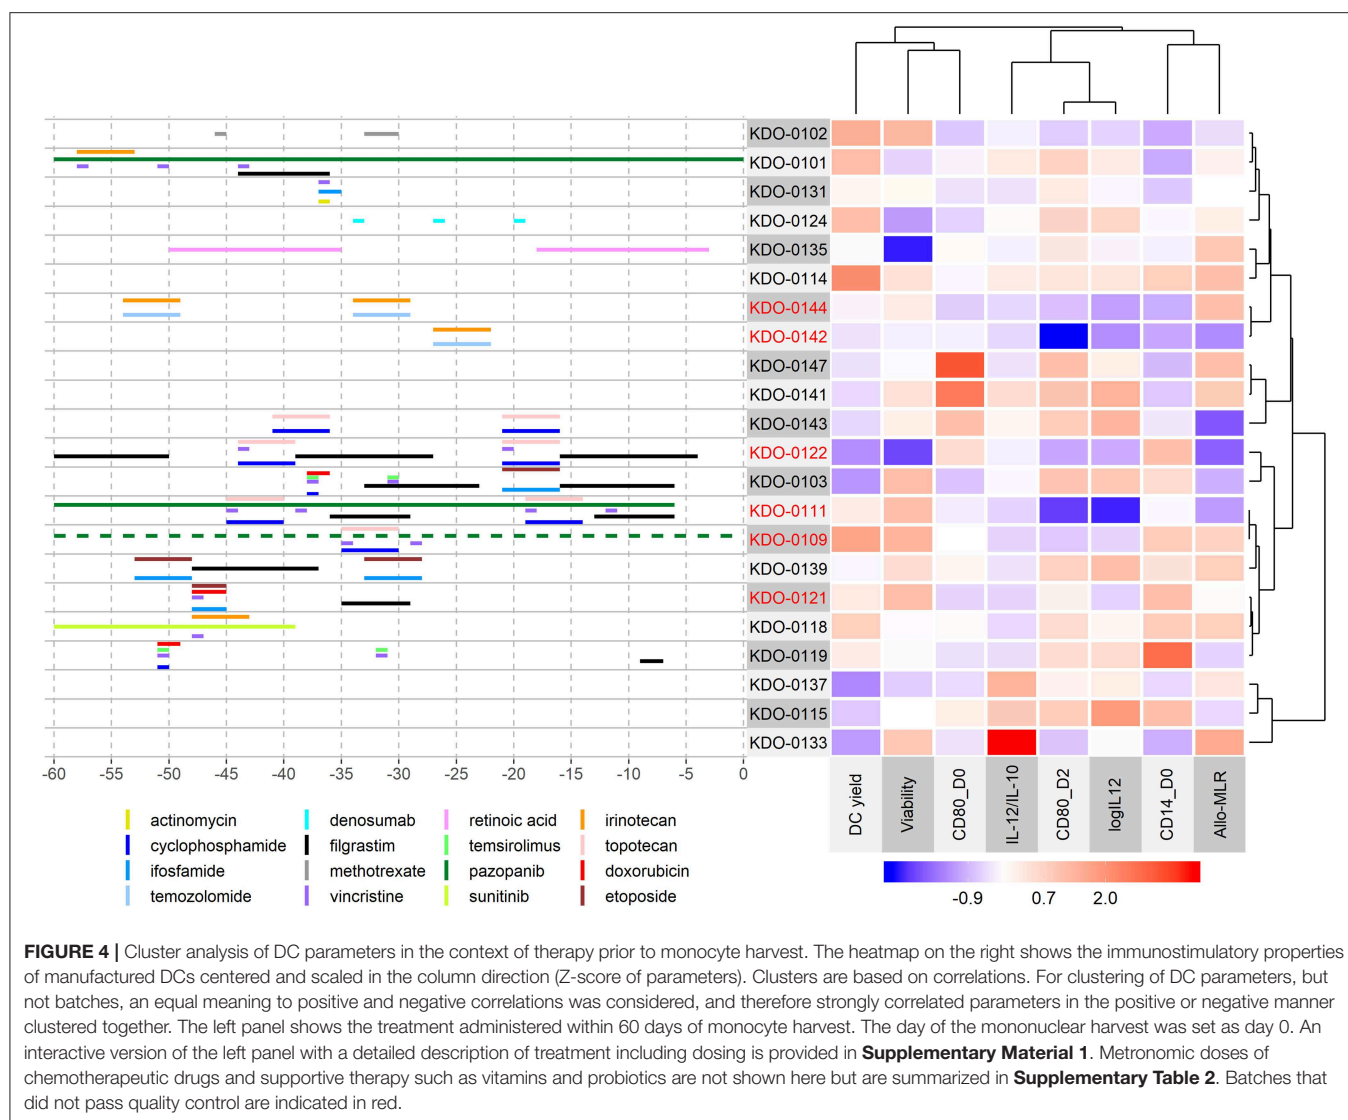 KDO-0102
KDO-0101
KDO-0131
KDO-0124
KDO-0135
KDO-0114
KDO-0144
KDO-0142
KDO-0147
KDO-0141
KDO-0143
KDO-0122
KDO-0103
KDO-0111
KDO-0109
KDO-0139
KDO-0121
KDO-0118
KDO-0119
KDO-0137
KDO-0115
KDO-0133
-60 -55 -50 -45 -40 -35 -30 -25 -20 -15 -10 -5 0
DC yield
Viability
CD80_D0
IL-12/IL-10
CD80_D2
logIL12
CD14_D0
Allo-MLR
-0.9 0.7 2.0
actinomycin denosumab retinoic acid irinotecan
cyclophosphamide filgrastim temsirolimus topotecan
ifosfamide methotrexate pazopanib doxorubicin
temozolomide vincristine sunitinib etoposide
FIGURE 4 | Cluster analysis of DC parameters in the context of therapy prior to monocyte harvest. The heatmap on the right shows the immunostimulatory properties
of manufactured DCs centered and scaled in the column direction (Z-score of parameters). Clusters are based on correlations. For clustering of DC parameters, but
not batches, an equal meaning to positive and negative correlations was considered, and therefore strongly correlated parameters in the positive or negative manner
clustered together. The left panel shows the treatment administered within 60 days of monocyte harvest. The day of the mononuclear harvest was set as day 0. An
interactive version of the left panel with a detailed description of treatment including dosing is provided in Supplementary Material 1. Metronomic doses of
chemotherapeutic drugs and supportive therapy such as vitamins and probiotics are not shown here but are summarized in Supplementary Table 2. Batches that
did not pass quality control are indicated in red.